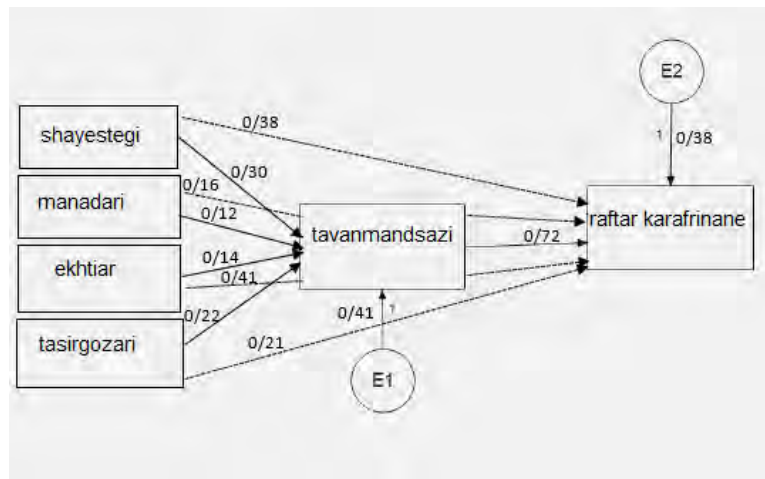 E2
0/38
1 0/38
shayestegi
0/30
0/16
manadari
0/12
tavanmandsazi
raftar karafrinane
0/72
ekhtiar
0/14
0/41
0/22
0/41 1
tasirgozari
0/21
E1